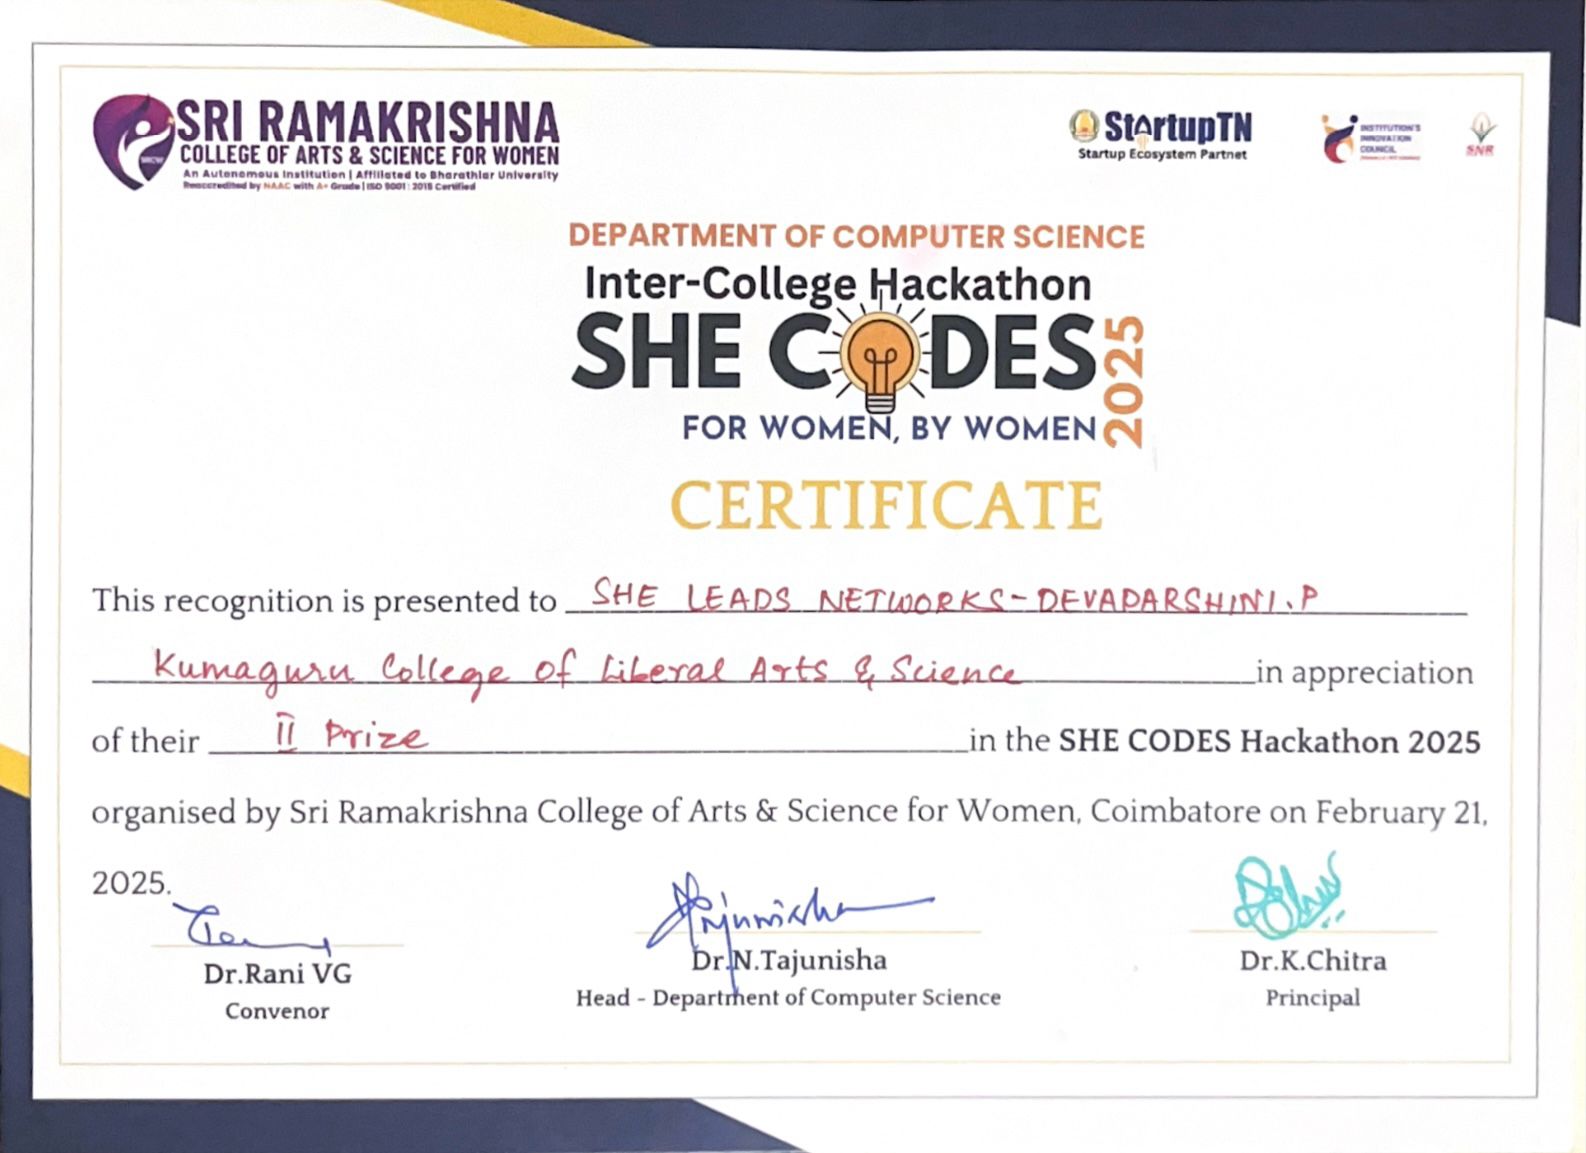 SRI RAMAKRISHNA
COLLEGE OF ARTS & SCIENCE FOR WOMEN
An Autonomous Institution | Affiliated to Bharathiar University
Reaccredited by NAAC with A+ Grade | ISO 9001 : 2015 Certified
StartupTN
Startup Ecosystem Partnet
INSTITUTION'S
INNOVATION
COUNCIL
SNR
DEPARTMENT OF COMPUTER SCIENCE
Inter-College Hackathon
SHE CODES 2025
FOR WOMEN, BY WOMEN
CERTIFICATE
This recognition is presented to SHE LEADS NETWORKS - DEVADARSHINI.P
Kumaguru College of Liberal Arts & Science in appreciation
of their II Prize in the SHE CODES Hackathon 2025
organised by Sri Ramakrishna College of Arts & Science for Women, Coimbatore on February 21,
2025.
Dr.Rani VG
Convenor
Dr.N.Tajunisha
Head - Department of Computer Science
Dr.K.Chitra
Principal